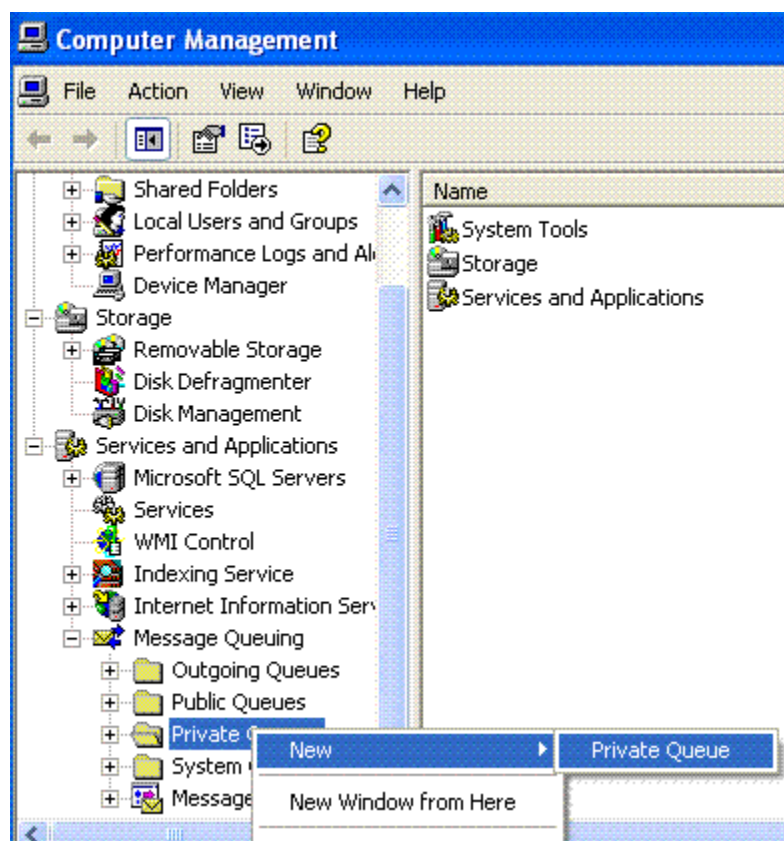 Computer Management
File Action View Window Help
Shared Folders
Local Users and Groups
Performance Logs and Al
Device Manager
Storage
Removable Storage
Disk Defragmenter
Disk Management
Services and Applications
Microsoft SQL Servers
Services
WMI Control
Indexing Service
Internet Information Serv
Message Queuing
Outgoing Queues
Public Queues
Private
System
Message
Name
System Tools
Storage
Services and Applications
New
Private Queue
New Window from Here